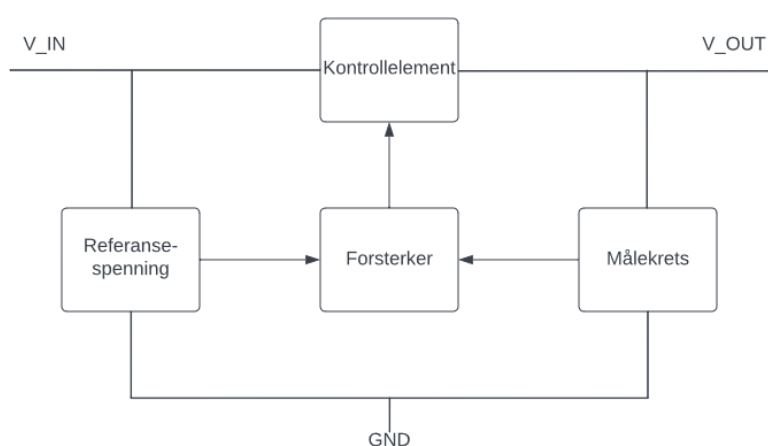 V_IN
Kontrollelement
V_OUT
Referanse-
spenning
Forsterker
Målekrets
GND